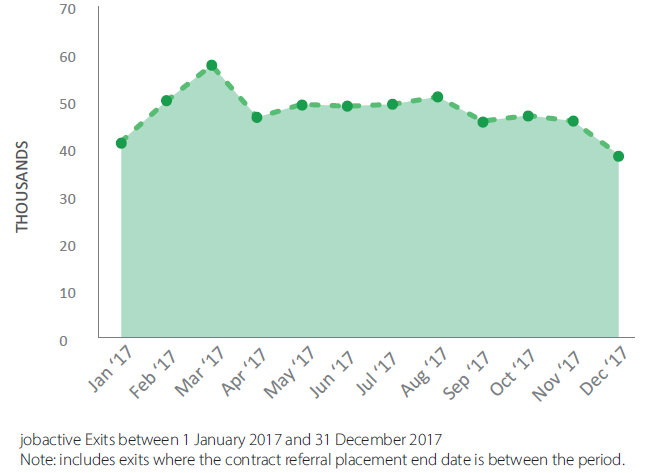 70
60
50
40
30
20
10
0
THOUSANDS
Jan ‘17
Feb ‘17
Mar ‘17
Apr ‘17
May ‘17
Jun ‘17
Jul ‘17
Aug ‘17
Sep ‘17
Oct ‘17
Nov ‘17
Dec ‘17
jobactive Exits between 1 January 2017 and 31 December 2017
Note: includes exits where the contract referral placement end date is between the period.